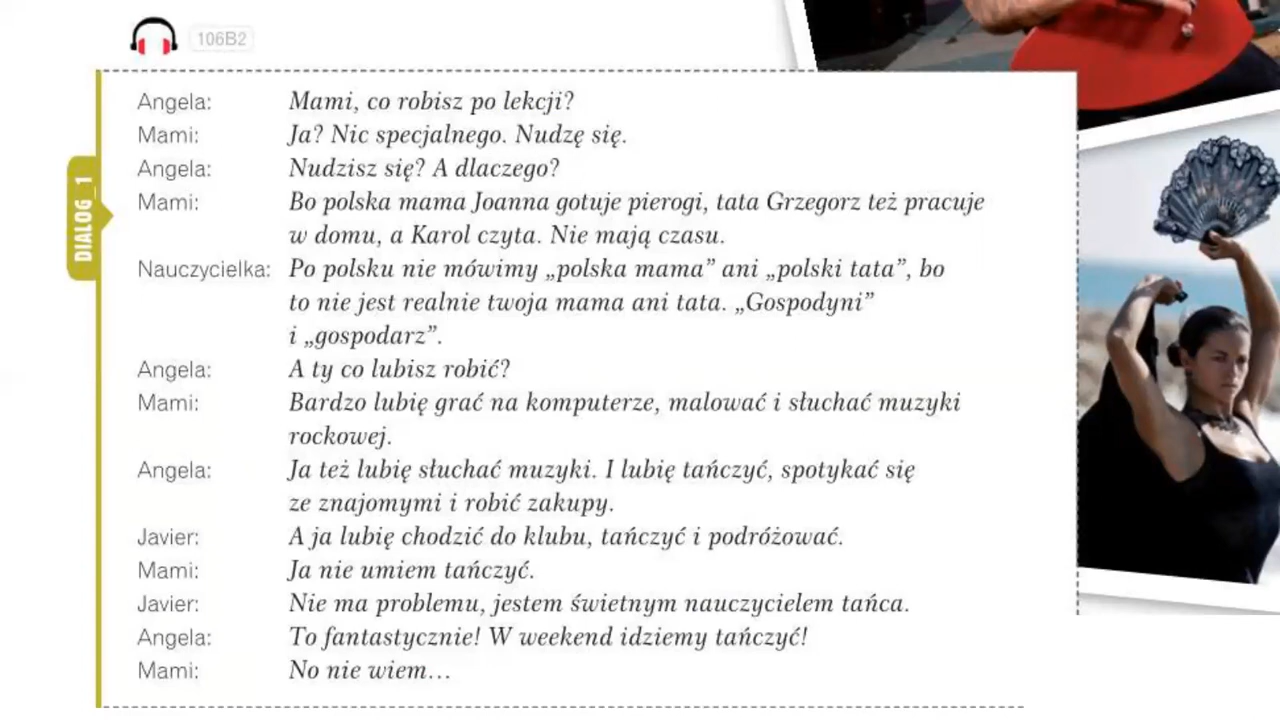 106B2
DIALOG_1
Angela: Mami, co robisz po lekcji?
Mami: Ja? Nic specjalnego. Nudzę się.
Angela: Nudzisz się? A dlaczego?
Mami: Bo polska mama Joanna gotuje pierogi, tata Grzegorz też pracuje
w domu, a Karol czyta. Nie mają czasu.
Nauczycielka: Po polsku nie mówimy „polska mama” ani „polski tata”, bo
to nie jest realnie twoja mama ani tata. „Gospodyni”
i „gospodarz”.
Angela: A ty co lubisz robić?
Mami: Bardzo lubię grać na komputerze, malować i słuchać muzyki
rockowej.
Angela: Ja też lubię słuchać muzyki. I lubię tańczyć, spotykać się
ze znajomymi i robić zakupy.
Javier: A ja lubię chodzić do klubu, tańczyć i podróżować.
Mami: Ja nie umiem tańczyć.
Javier: Nie ma problemu, jestem świetnym nauczycielem tańca.
Angela: To fantastycznie! W weekend idziemy tańczyć!
Mami: No nie wiem…